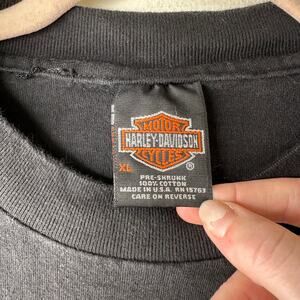 MOTOR
HARLEY-DAVIDSON
CYCLES
®
XL
PRE-SHRUNK
100% COTTON
MADE IN U.S.A. RN 15763
CARE ON REVERSE